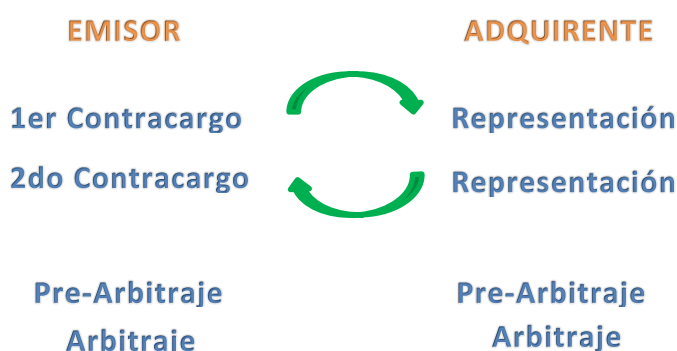 EMISOR
ADQUIRENTE
1er Contracargo
Representación
2do Contracargo
Representación
Pre-Arbitraje
Pre-Arbitraje
Arbitraje
Arbitraje